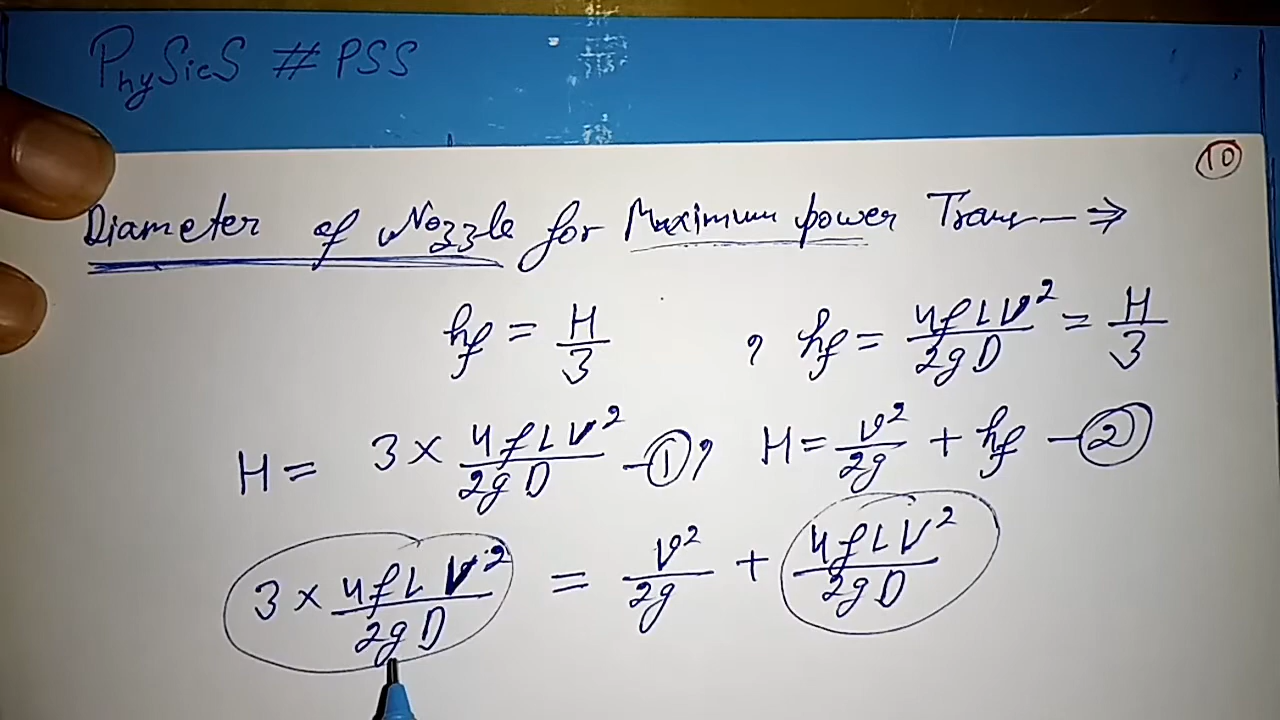 PhysicS # PSS
10
Diameter of Nozzle for Maximum power Trans — ⇒
hf = H/3 , hf = 4fLV²/2gD = H/3
H = 3 × 4fLV²/2gD - ① , H = v²/2g + hf - ②
3 × 4fLV²/2gD = v²/2g + 4fLV²/2gD